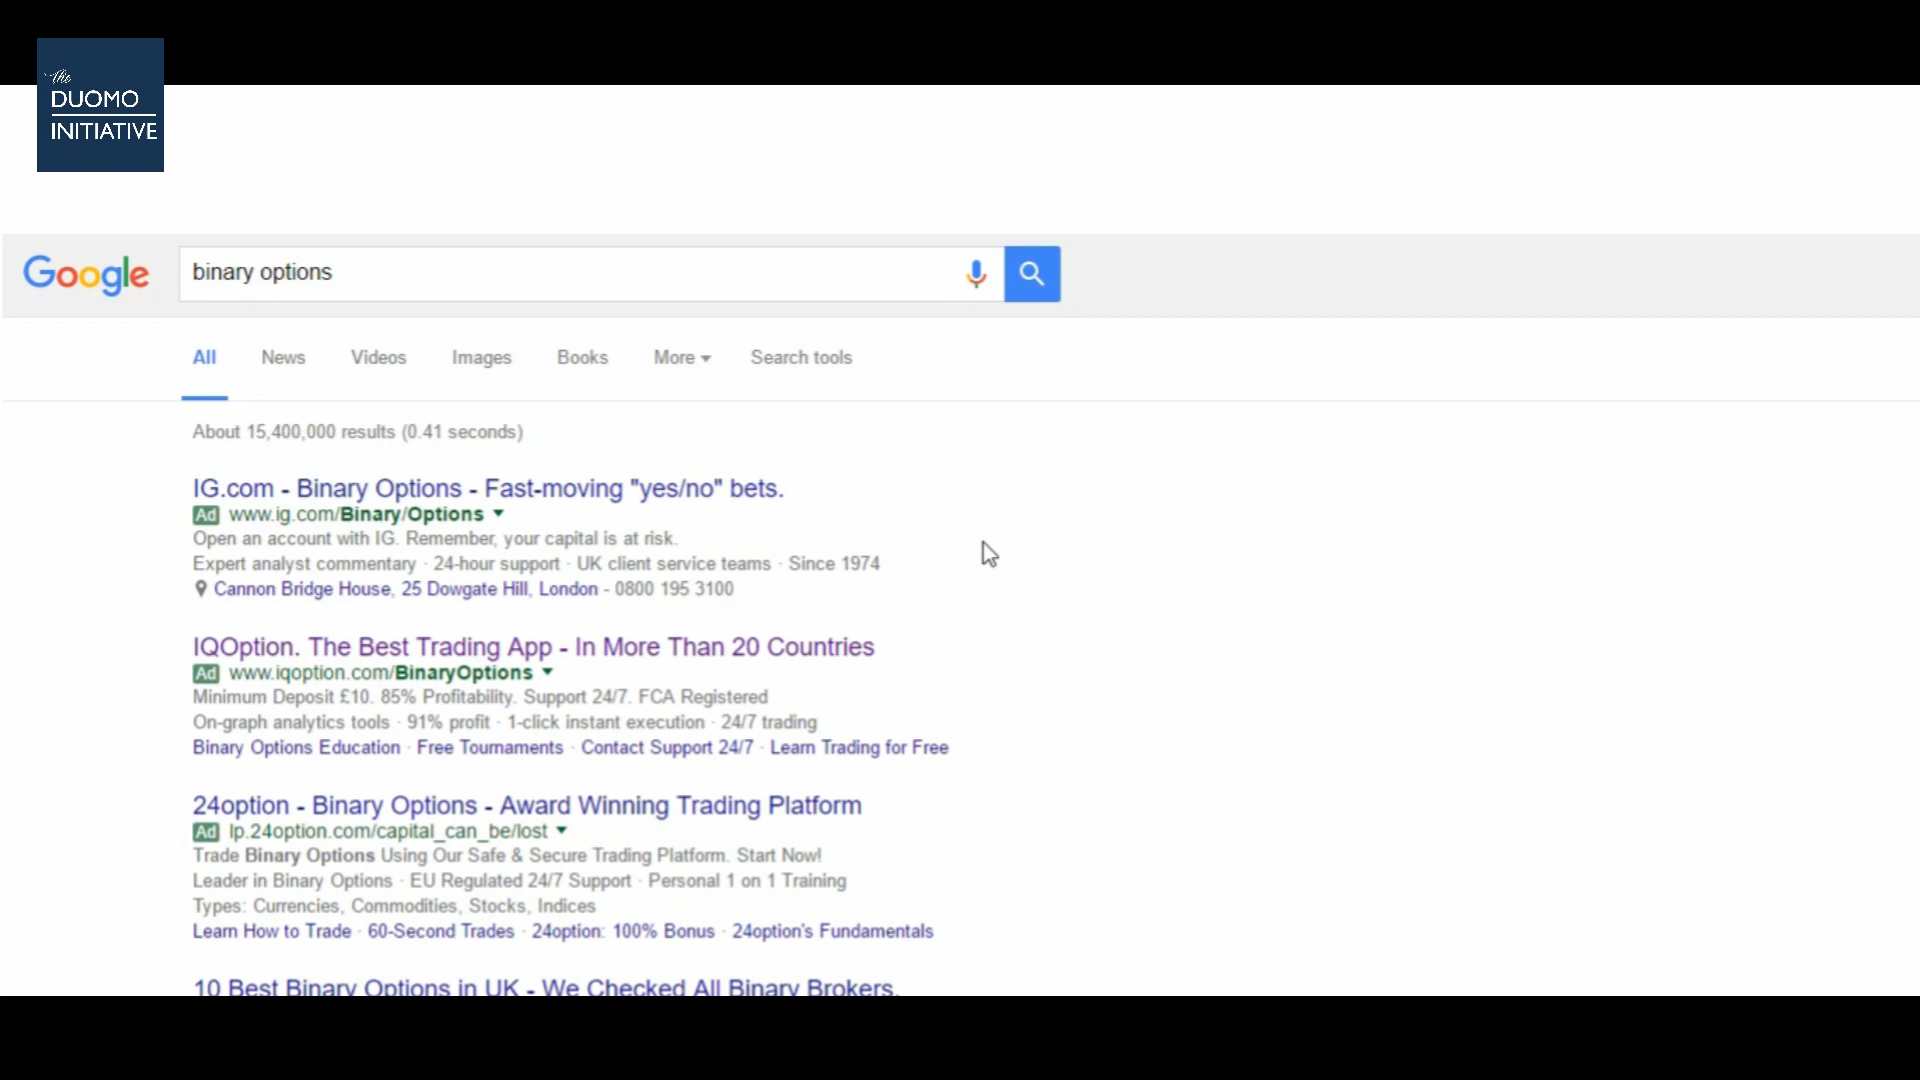 the
DUOMO
INITIATIVE
Google
binary options
All News Videos Images Books More Search tools
About 15,400,000 results (0.41 seconds)
IG.com - Binary Options - Fast-moving "yes/no" bets.
Ad www.ig.com/Binary/Options
Open an account with IG. Remember, your capital is at risk.
Expert analyst commentary · 24-hour support · UK client service teams · Since 1974
Cannon Bridge House, 25 Dowgate Hill, London - 0800 195 3100
IQOption. The Best Trading App - In More Than 20 Countries
Ad www.iqoption.com/BinaryOptions
Minimum Deposit £10. 85% Profitability. Support 24/7. FCA Registered
On-graph analytics tools · 91% profit · 1-click instant execution · 24/7 trading
Binary Options Education · Free Tournaments · Contact Support 24/7 · Learn Trading for Free
24option - Binary Options - Award Winning Trading Platform
Ad lp.24option.com/capital_can_be/lost
Trade Binary Options Using Our Safe & Secure Trading Platform. Start Now!
Leader in Binary Options · EU Regulated 24/7 Support · Personal 1 on 1 Training
Types: Currencies, Commodities, Stocks, Indices
Learn How to Trade · 60-Second Trades · 24option: 100% Bonus · 24option's Fundamentals
10 Best Binary Options in UK - We Checked All Binary Brokers.